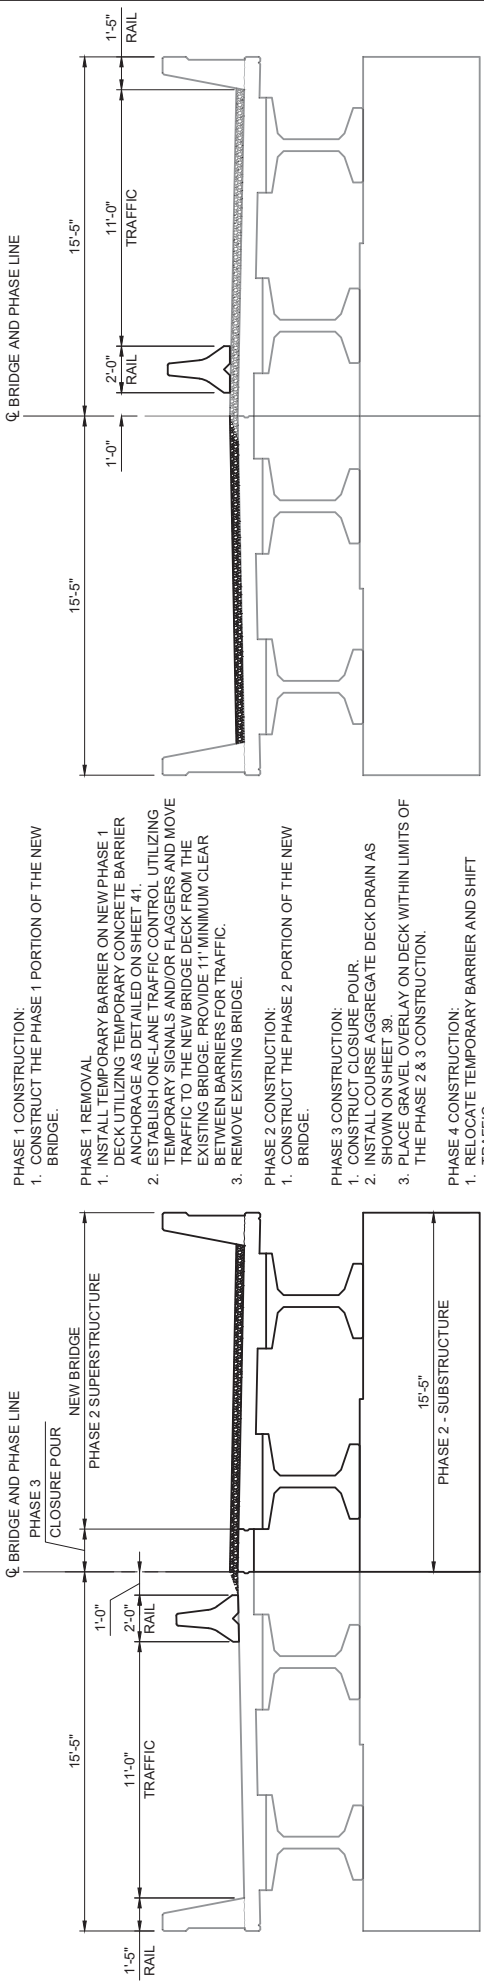 ℄ BRIDGE AND PHASE LINE
PHASE 3
CLOSURE POUR
15'-5"
NEW BRIDGE
PHASE 2 SUPERSTRUCTURE
1'-0"
1'-5"
RAIL
11'-0"
TRAFFIC
2'-0"
RAIL
15'-5"
PHASE 2 - SUBSTRUCTURE
PHASE 1 CONSTRUCTION:
1. CONSTRUCT THE PHASE 1 PORTION OF THE NEW
BRIDGE.
PHASE 1 REMOVAL
1. INSTALL TEMPORARY BARRIER ON NEW PHASE 1
DECK UTILIZING TEMPORARY CONCRETE BARRIER
ANCHORAGE AS DETAILED ON SHEET 41.
2. ESTABLISH ONE-LANE TRAFFIC CONTROL UTILIZING
TEMPORARY SIGNALS AND/OR FLAGGERS AND MOVE
TRAFFIC TO THE NEW BRIDGE DECK FROM THE
EXISTING BRIDGE. PROVIDE 11' MINIMUM CLEAR
BETWEEN BARRIERS FOR TRAFFIC.
3. REMOVE EXISTING BRIDGE.
PHASE 2 CONSTRUCTION:
1. CONSTRUCT THE PHASE 2 PORTION OF THE NEW
BRIDGE.
PHASE 3 CONSTRUCTION:
1. CONSTRUCT CLOSURE POUR.
2. INSTALL COURSE AGGREGATE DECK DRAIN AS
SHOWN ON SHEET 39.
3. PLACE GRAVEL OVERLAY ON DECK WITHIN LIMITS OF
THE PHASE 2 & 3 CONSTRUCTION.
PHASE 4 CONSTRUCTION:
1. RELOCATE TEMPORARY BARRIER AND SHIFT
℄ BRIDGE AND PHASE LINE
15'-5"
15'-5"
1'-0"
2'-0"
RAIL
11'-0"
TRAFFIC
1'-5"
RAIL